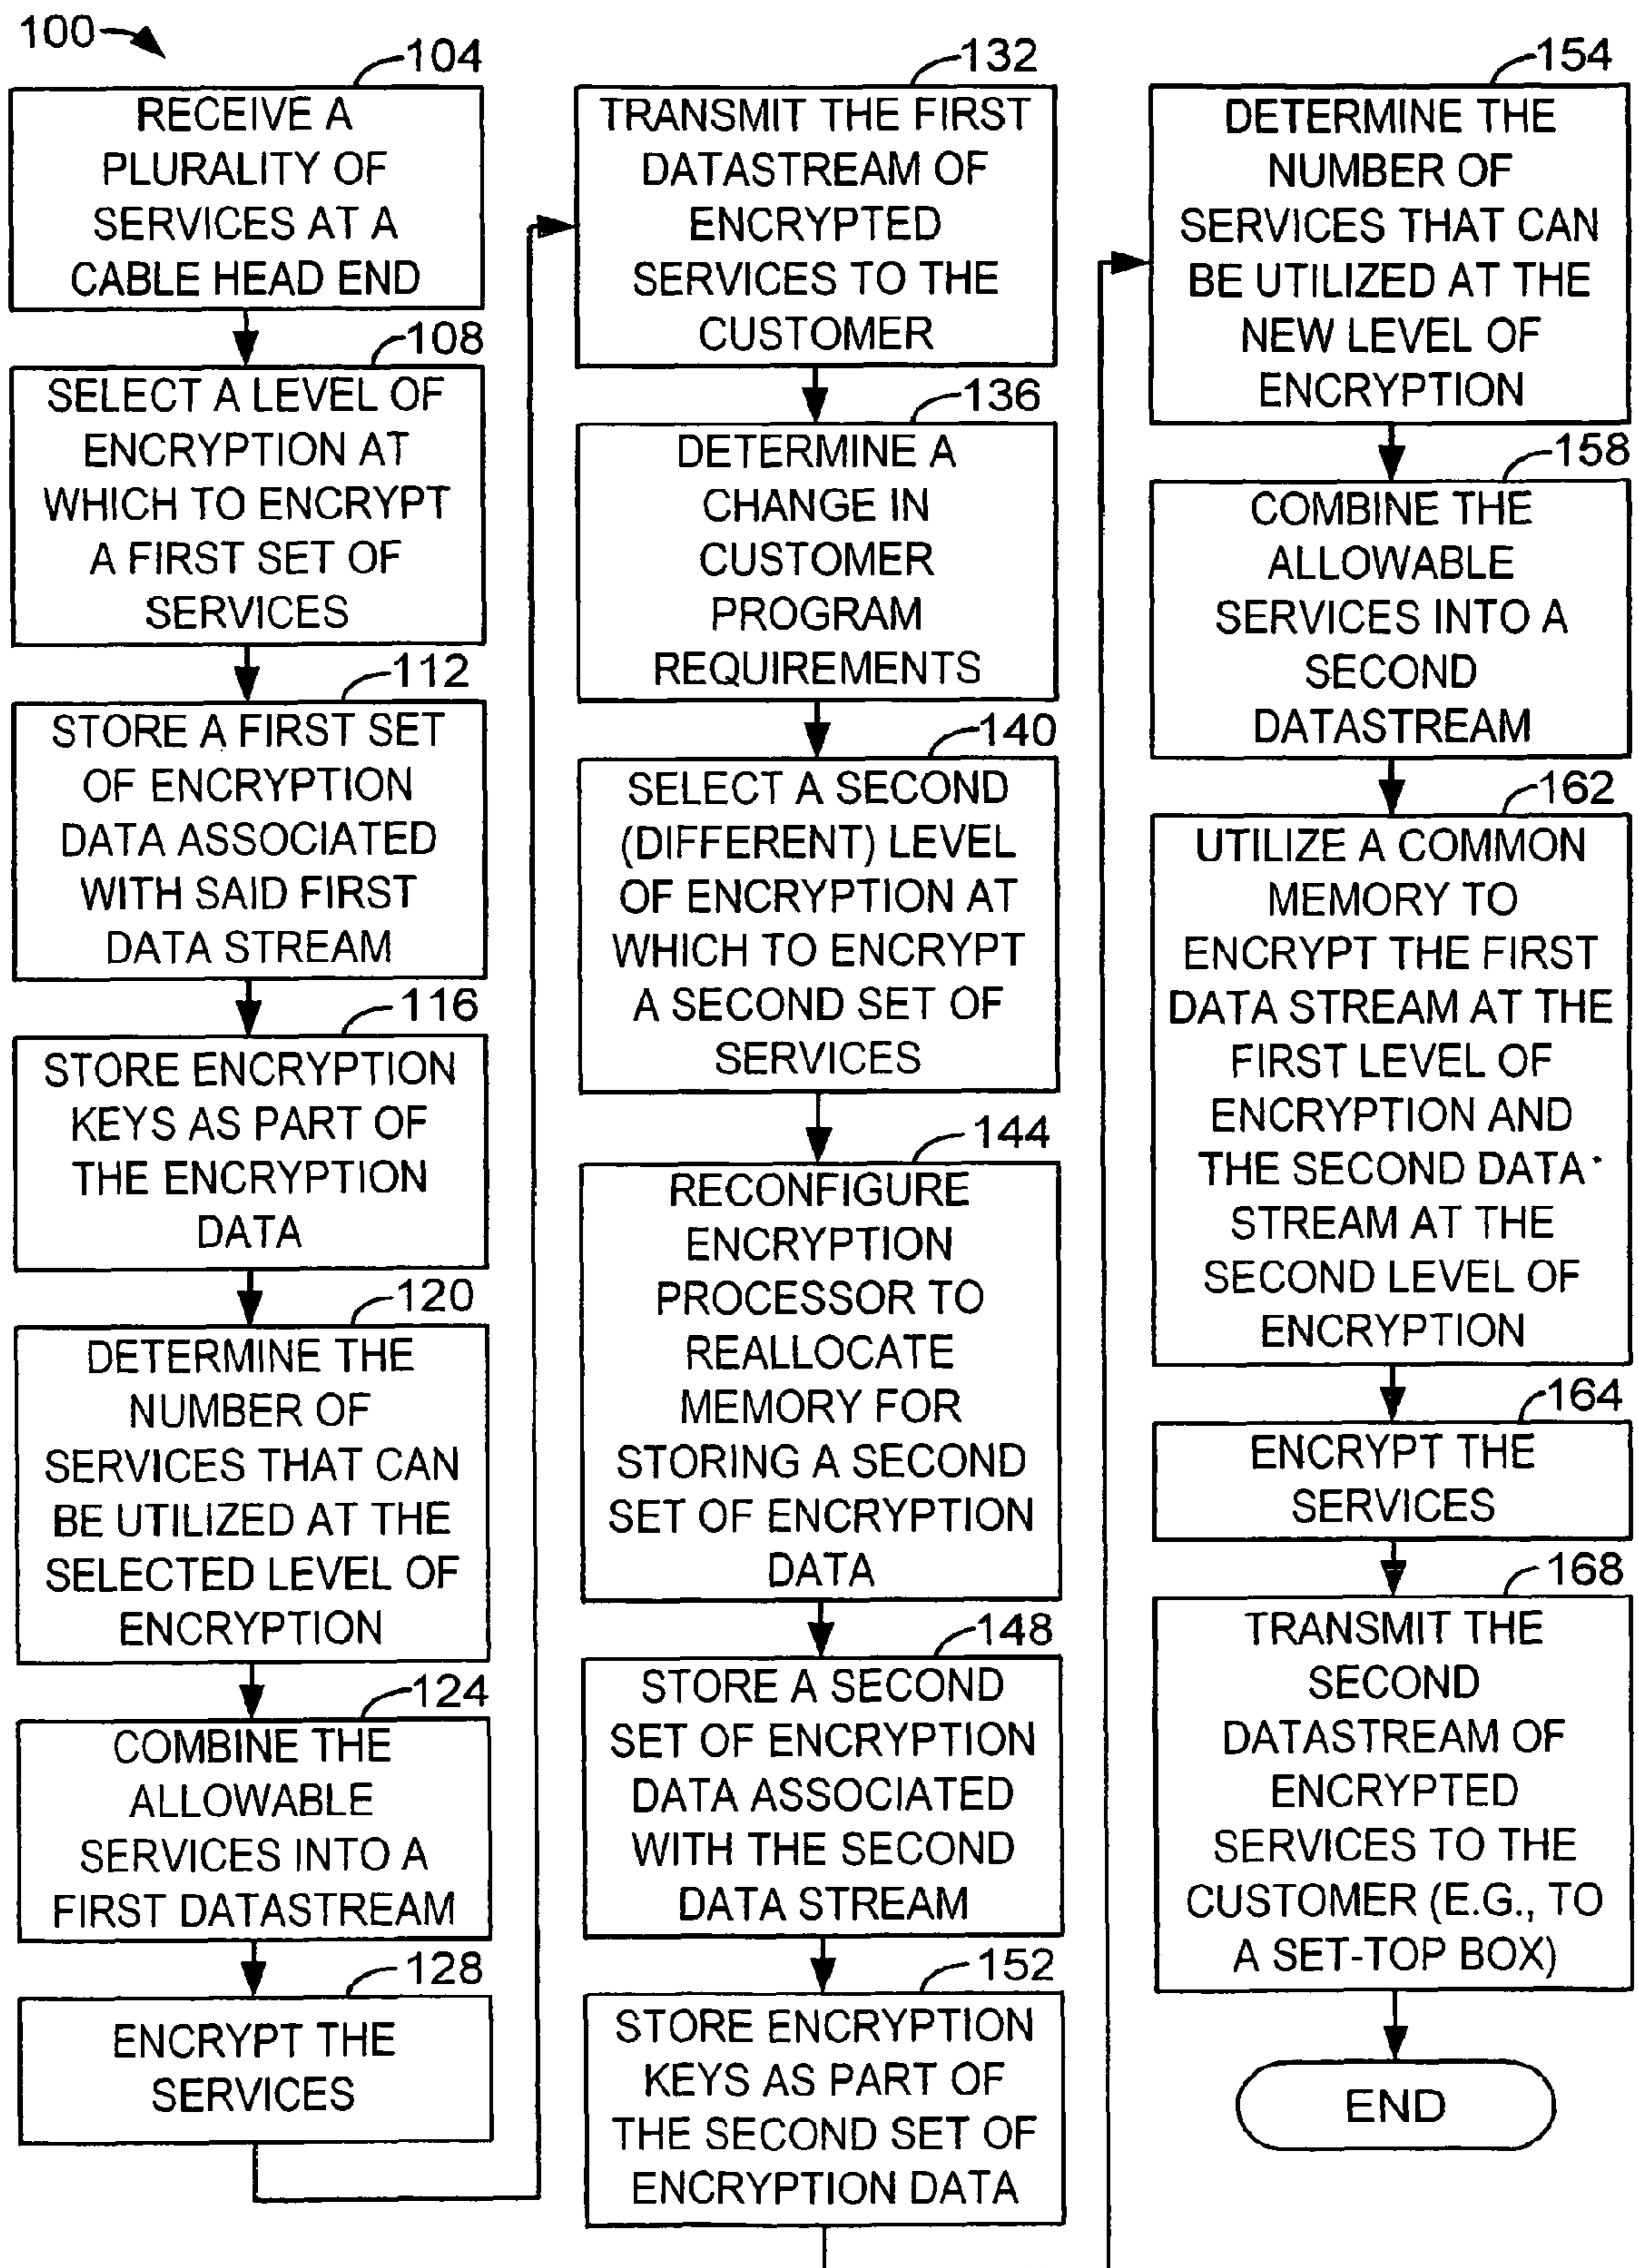 100
104
RECEIVE A
PLURALITY OF
SERVICES AT A
CABLE HEAD END
108
SELECT A LEVEL OF
ENCRYPTION AT
WHICH TO ENCRYPT
A FIRST SET OF
SERVICES
112
STORE A FIRST SET
OF ENCRYPTION
DATA ASSOCIATED
WITH SAID FIRST
DATA STREAM
116
STORE ENCRYPTION
KEYS AS PART OF
THE ENCRYPTION
DATA
120
DETERMINE THE
NUMBER OF
SERVICES THAT CAN
BE UTILIZED AT THE
SELECTED LEVEL OF
ENCRYPTION
124
COMBINE THE
ALLOWABLE
SERVICES INTO A
FIRST DATASTREAM
128
ENCRYPT THE
SERVICES
132
TRANSMIT THE FIRST
DATASTREAM OF
ENCRYPTED
SERVICES TO THE
CUSTOMER
136
DETERMINE A
CHANGE IN
CUSTOMER
PROGRAM
REQUIREMENTS
140
SELECT A SECOND
(DIFFERENT) LEVEL
OF ENCRYPTION AT
WHICH TO ENCRYPT
A SECOND SET OF
SERVICES
144
RECONFIGURE
ENCRYPTION
PROCESSOR TO
REALLOCATE
MEMORY FOR
STORING A SECOND
SET OF ENCRYPTION
DATA
148
STORE A SECOND
SET OF ENCRYPTION
DATA ASSOCIATED
WITH THE SECOND
DATA STREAM
152
STORE ENCRYPTION
KEYS AS PART OF
THE SECOND SET OF
ENCRYPTION DATA
154
DETERMINE THE
NUMBER OF
SERVICES THAT CAN
BE UTILIZED AT THE
NEW LEVEL OF
ENCRYPTION
158
COMBINE THE
ALLOWABLE
SERVICES INTO A
SECOND
DATASTREAM
162
UTILIZE A COMMON
MEMORY TO
ENCRYPT THE FIRST
DATA STREAM AT THE
FIRST LEVEL OF
ENCRYPTION AND
THE SECOND DATA
STREAM AT THE
SECOND LEVEL OF
ENCRYPTION
164
ENCRYPT THE
SERVICES
168
TRANSMIT THE
SECOND
DATASTREAM OF
ENCRYPTED
SERVICES TO THE
CUSTOMER (E.G., TO
A SET-TOP BOX)
END